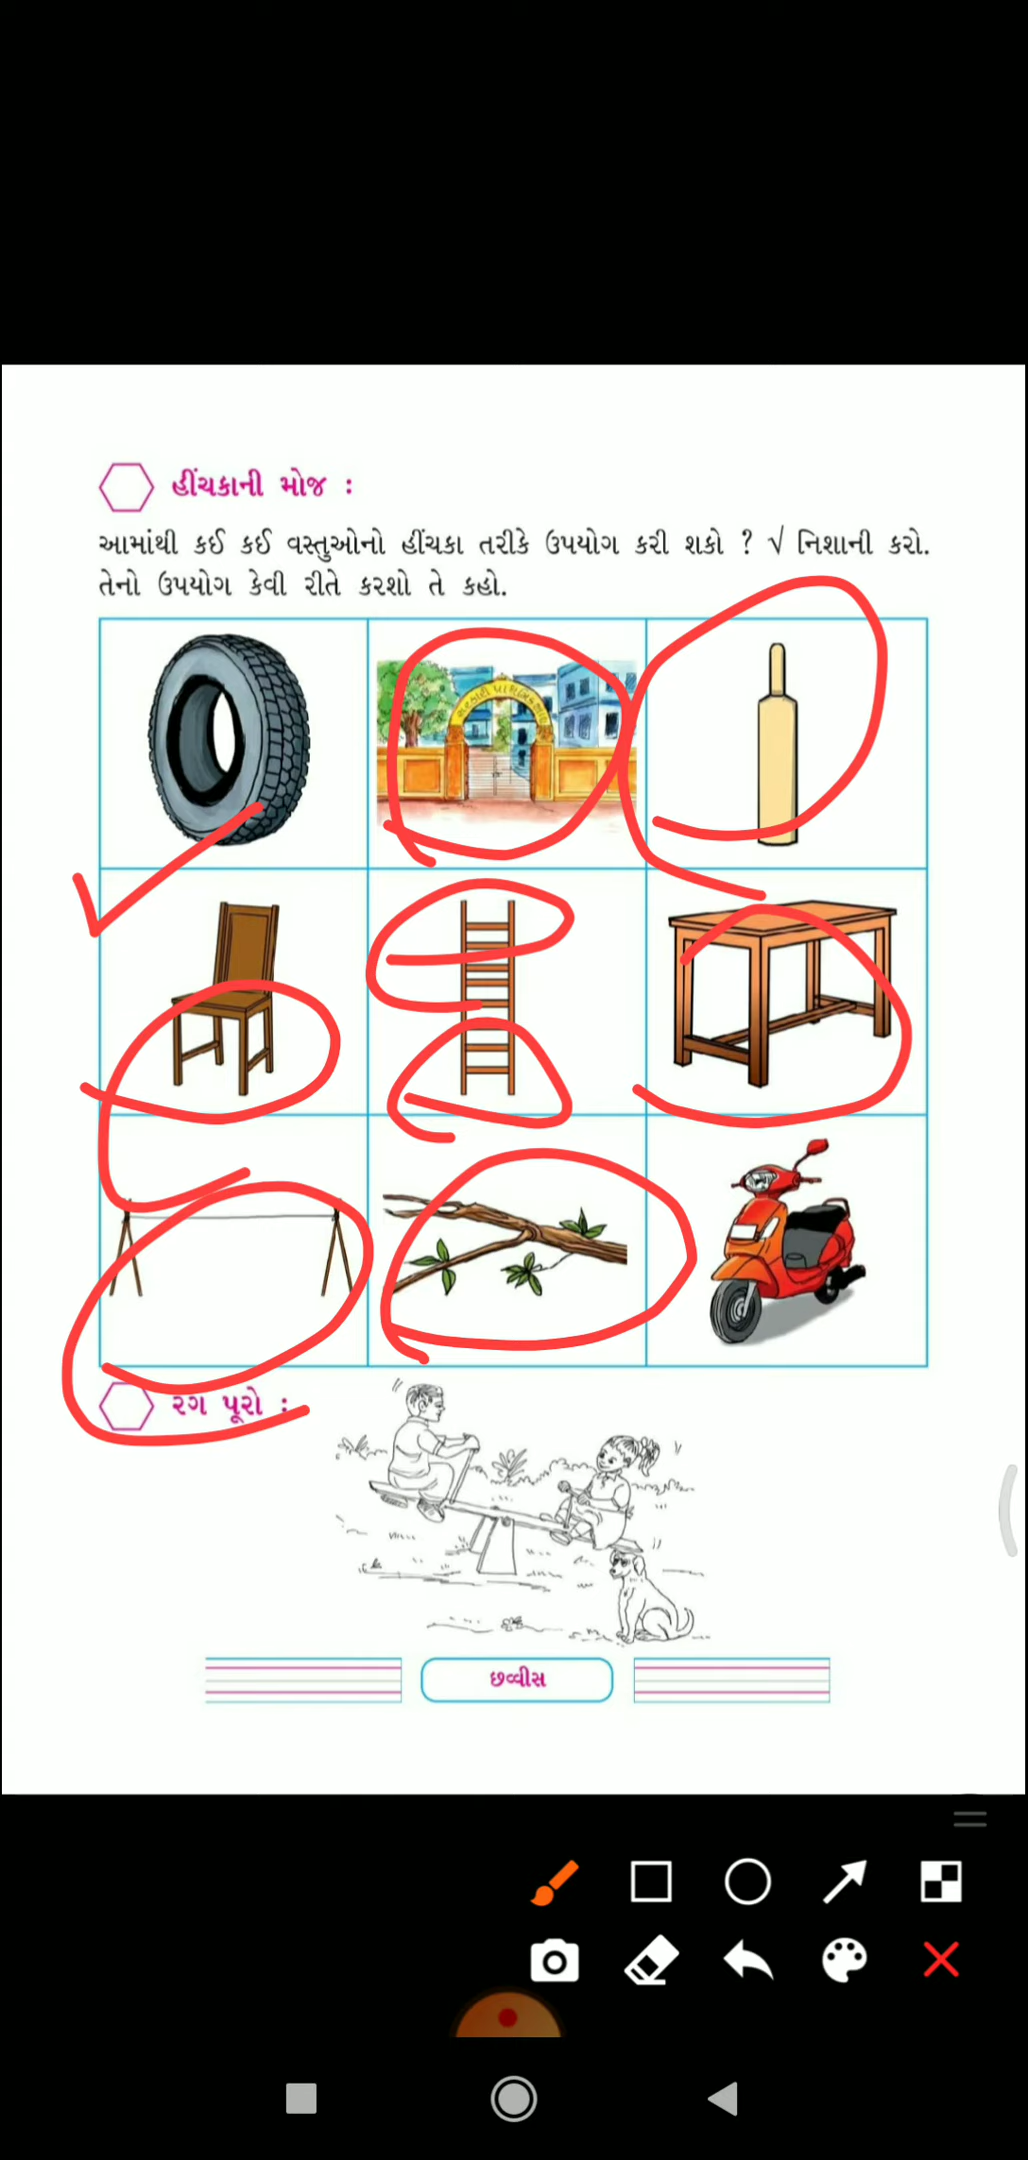 હીંચકાની મોજ :
આમાંથી કઈ કઈ વસ્તુઓનો હીંચકા તરીકે ઉપયોગ કરી શકો ? √ નિશાની કરો.
તેનો ઉપયોગ કેવી રીતે કરશો તે કહો.
રંગ પૂરો :
છવ્વીસ